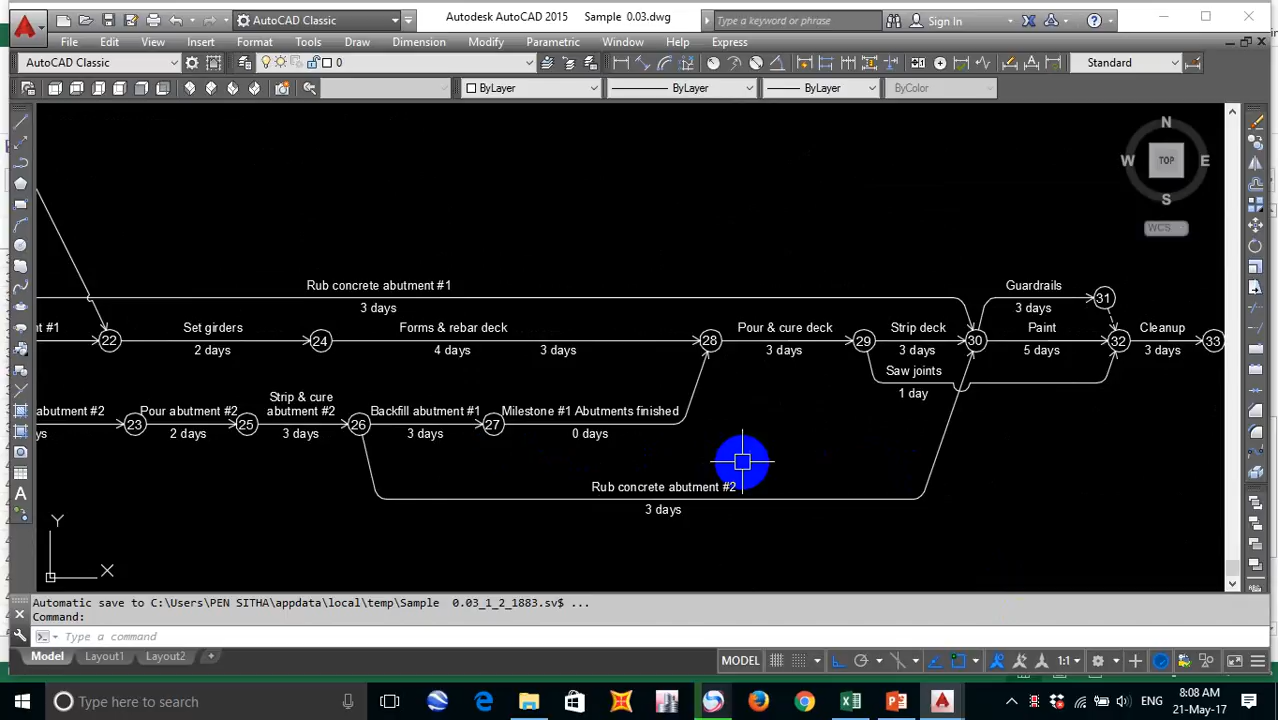 AutoCAD Classic
Autodesk AutoCAD 2015 Sample 0.03.dwg
Type a keyword or phrase
Sign In
File Edit View Insert Format Tools Draw Dimension Modify Parametric Window Help Express
AutoCAD Classic
0
Standard
ByLayer
ByLayer
ByLayer
ByColor
N
W
TOP
E
S
WCS
Rub concrete abutment #1
3 days
Guardrails
3 days
31
nt #1
22
Set girders
2 days
24
Forms & rebar deck
4 days
3 days
28
Pour & cure deck
3 days
29
Strip deck
3 days
30
Paint
5 days
32
Cleanup
3 days
33
Saw joints
1 day
abutment #2
ys
23
Pour abutment #2
2 days
25
Strip & cure
abutment #2
3 days
26
Backfill abutment #1
3 days
27
Milestone #1 Abutments finished
0 days
Rub concrete abutment #2
3 days
Y
X
Automatic save to C:\Users\PEN SITHA\appdata\local\temp\Sample 0.03_1_2_1883.sv$ ...
Command:
Type a command
Model Layout1 Layout2 +
MODEL
1:1
Type here to search
ENG
8:08 AM
21-May-17